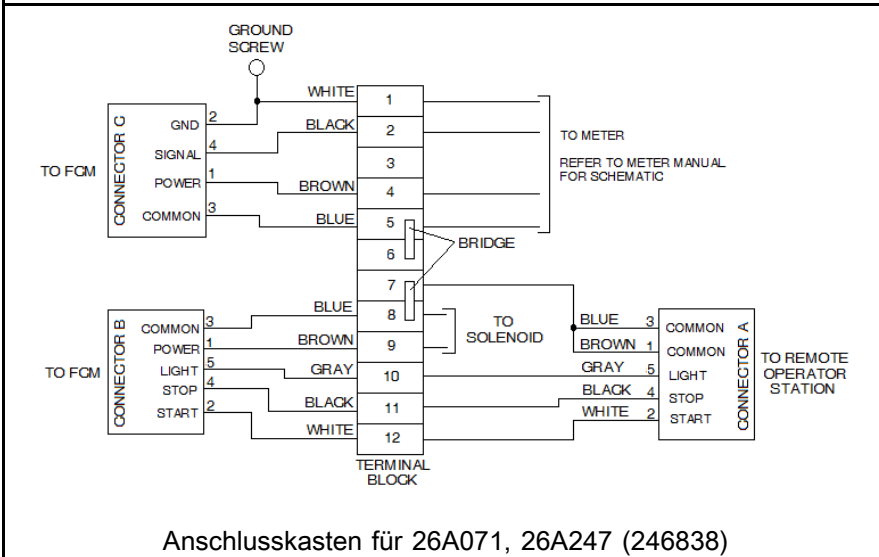 GROUND
SCREW
WHITE
1
GND
2
BLACK
2
TO METER
CONNECTOR C
SIGNAL
4
3
REFER TO METER MANUAL
FOR SCHEMATIC
TO FCM
POWER
1
BROWN
4
COMMON
3
BLUE
5
BRIDGE
6
7
BLUE
8
TO
SOLENOID
BLUE
3
COMMON
CONNECTOR B
COMMON
3
BROWN
9
BROWN
1
COMMON
CONNECTOR A
POWER
1
TO FCM
LIGHT
5
GRAY
10
GRAY
5
LIGHT
TO REMOTE
OPERATOR
STATION
STOP
4
BLACK
11
BLACK
4
STOP
START
2
WHITE
12
WHITE
2
START
TERMINAL
BLOCK
Anschlusskasten für 26A071, 26A247 (246838)